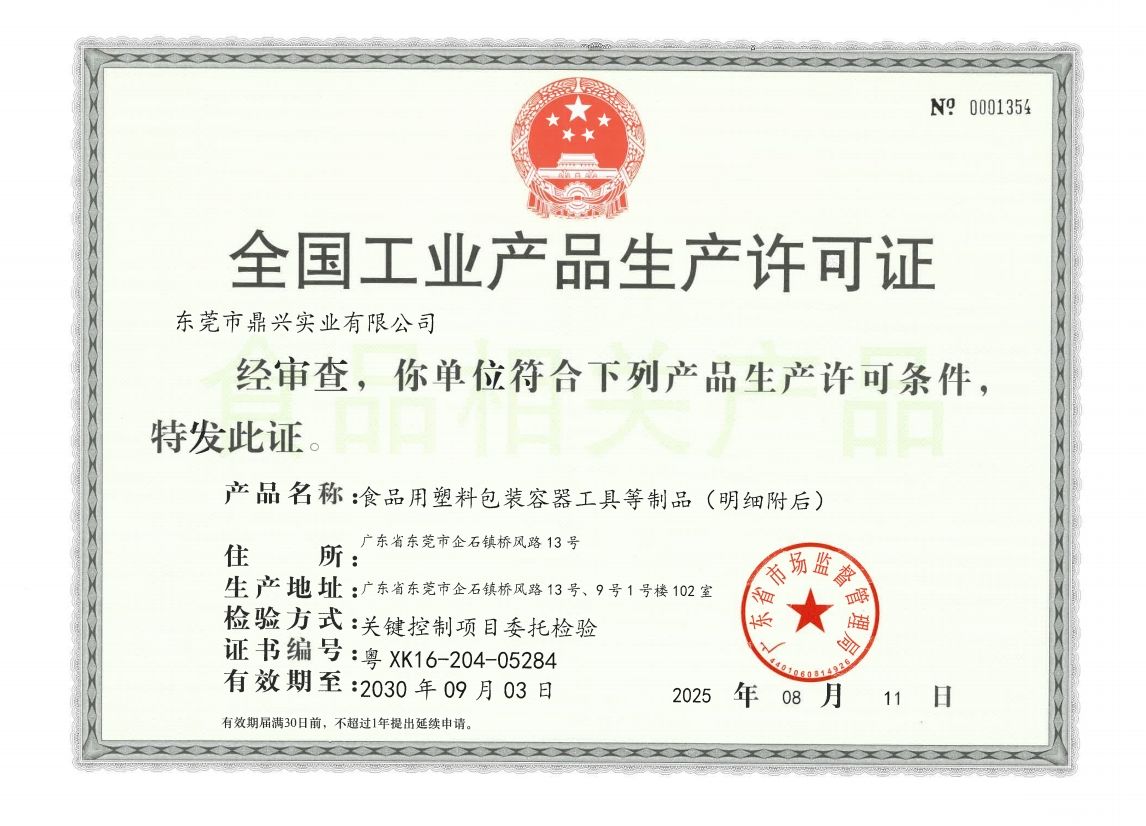 Nº 0001354
全国工业产品生产许可证
东莞市鼎兴实业有限公司
食品相关产品
经审查，你单位符合下列产品生产许可条件，
特发此证。
产品名称：食品用塑料包装容器工具等制品（明细附后）
住 所：广东省东莞市企石镇桥风路 13 号
生产地址：广东省东莞市企石镇桥风路 13 号、9 号 1 号楼 102 室
检验方式：关键控制项目委托检验
证书编号：粤 XK16-204-05284
有效期至：2030 年 09 月 03 日
广东省市场监督管理局
4401060814926
2025 年 08 月 11 日
有效期届满30日前，不超过1年提出延续申请。